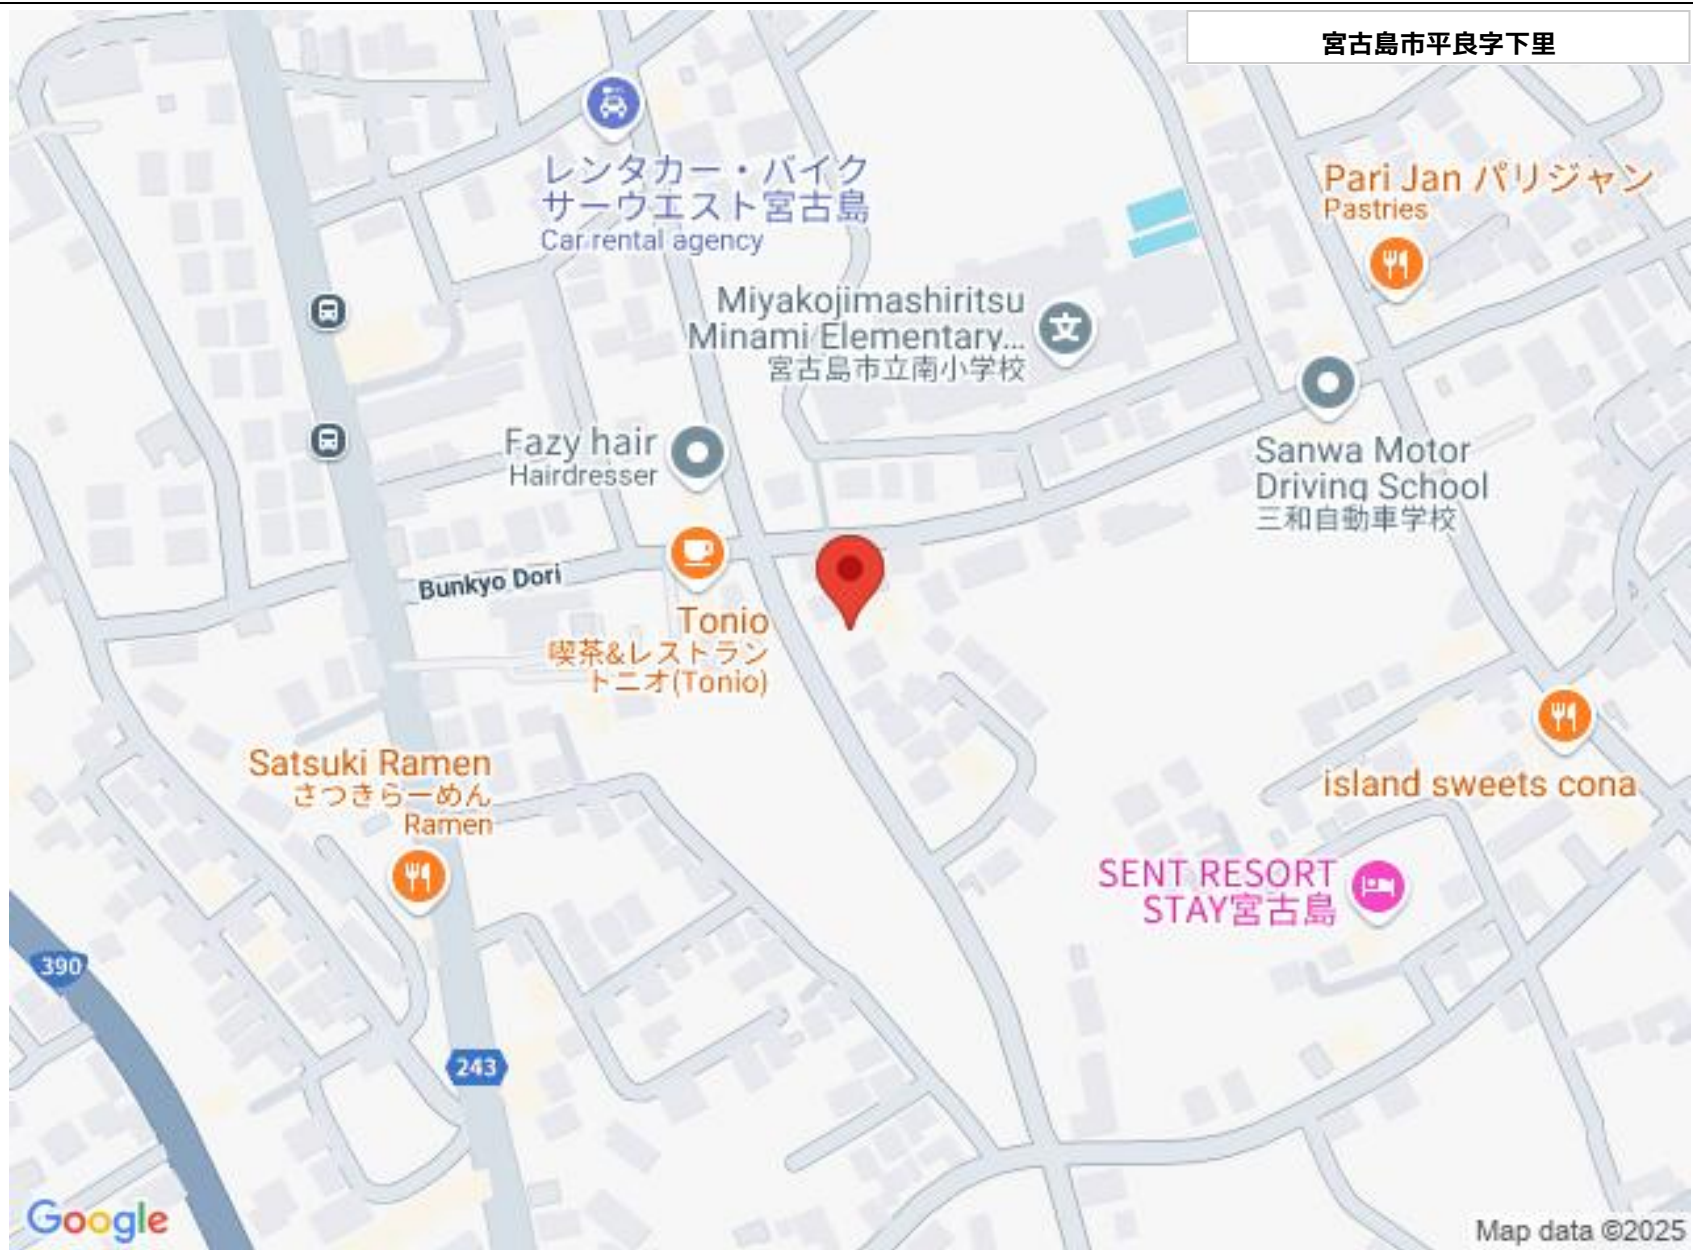 宮古島市平良字下里
レンタカー・バイク
サーウエスト宮古島
Car rental agency
Pari Jan パリジャン
Pastries
Miyakojimashiritsu
Minami Elementary...
宮古島市立南小学校
Fazy hair
Hairdresser
Sanwa Motor
Driving School
三和自動車学校
Bunkyo Dori
Tonio
喫茶&レストラン
トニオ(Tonio)
Satsuki Ramen
さつきらーめん
Ramen
island sweets cona
SENT RESORT
STAY宮古島
390
243
Google
Map data ©2025